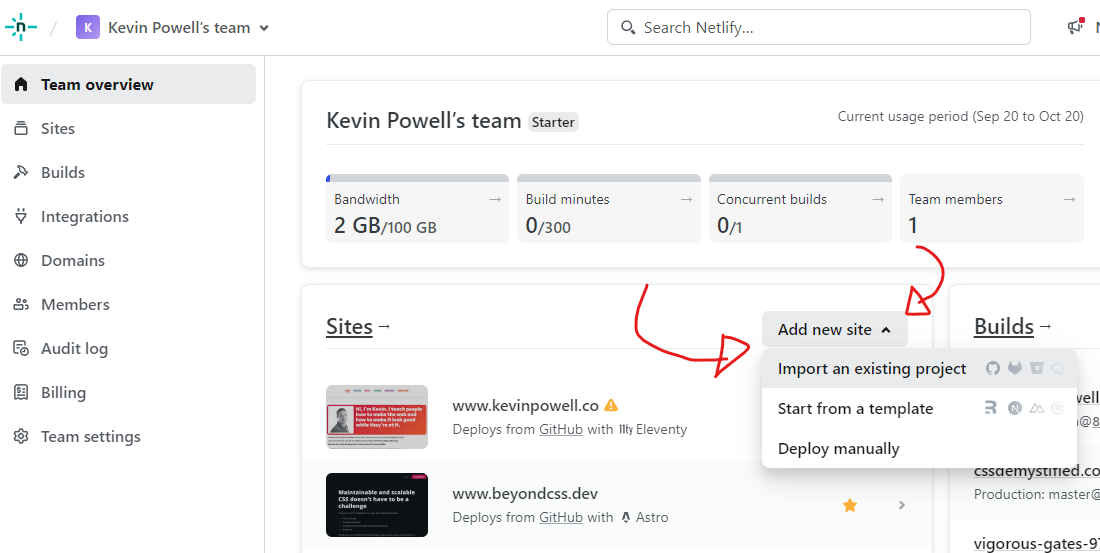 K Kevin Powell's team
Search Netlify...
Team overview
Sites
Builds
Integrations
Domains
Members
Audit log
Billing
Team settings
Kevin Powell's team Starter
Current usage period (Sep 20 to Oct 20)
Bandwidth →
2 GB/100 GB
Build minutes →
0/300
Concurrent builds →
0/1
Team members →
1
Sites →
Add new site
Import an existing project
Start from a template
Deploy manually
www.kevinpowell.co
Deploys from GitHub with 11ty Eleventy
www.beyondcss.dev
Deploys from GitHub with Astro
Maintainable and scalable
CSS doesn't have to be a
challenge
Hi, I'm Kevin. I teach people
how to make the web and
how to make it look good
while they're at it.
Builds →
cssdemystified.co
Production: master@
vigorous-gates-97